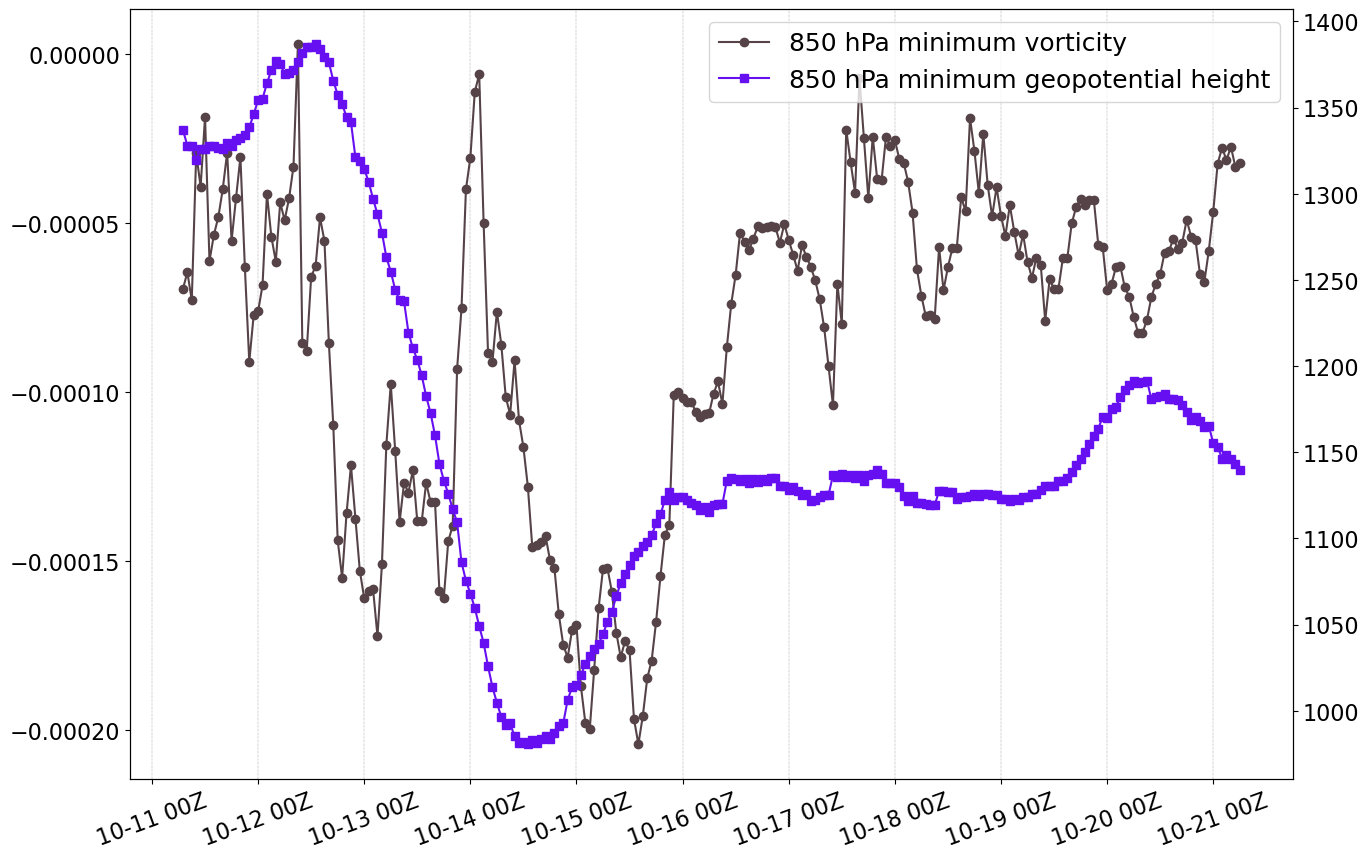 850 hPa minimum vorticity
850 hPa minimum geopotential height
0.00000
−0.00005
−0.00010
−0.00015
−0.00020
1400
1350
1300
1250
1200
1150
1100
1050
1000
10-11 00Z
10-12 00Z
10-13 00Z
10-14 00Z
10-15 00Z
10-16 00Z
10-17 00Z
10-18 00Z
10-19 00Z
10-20 00Z
10-21 00Z